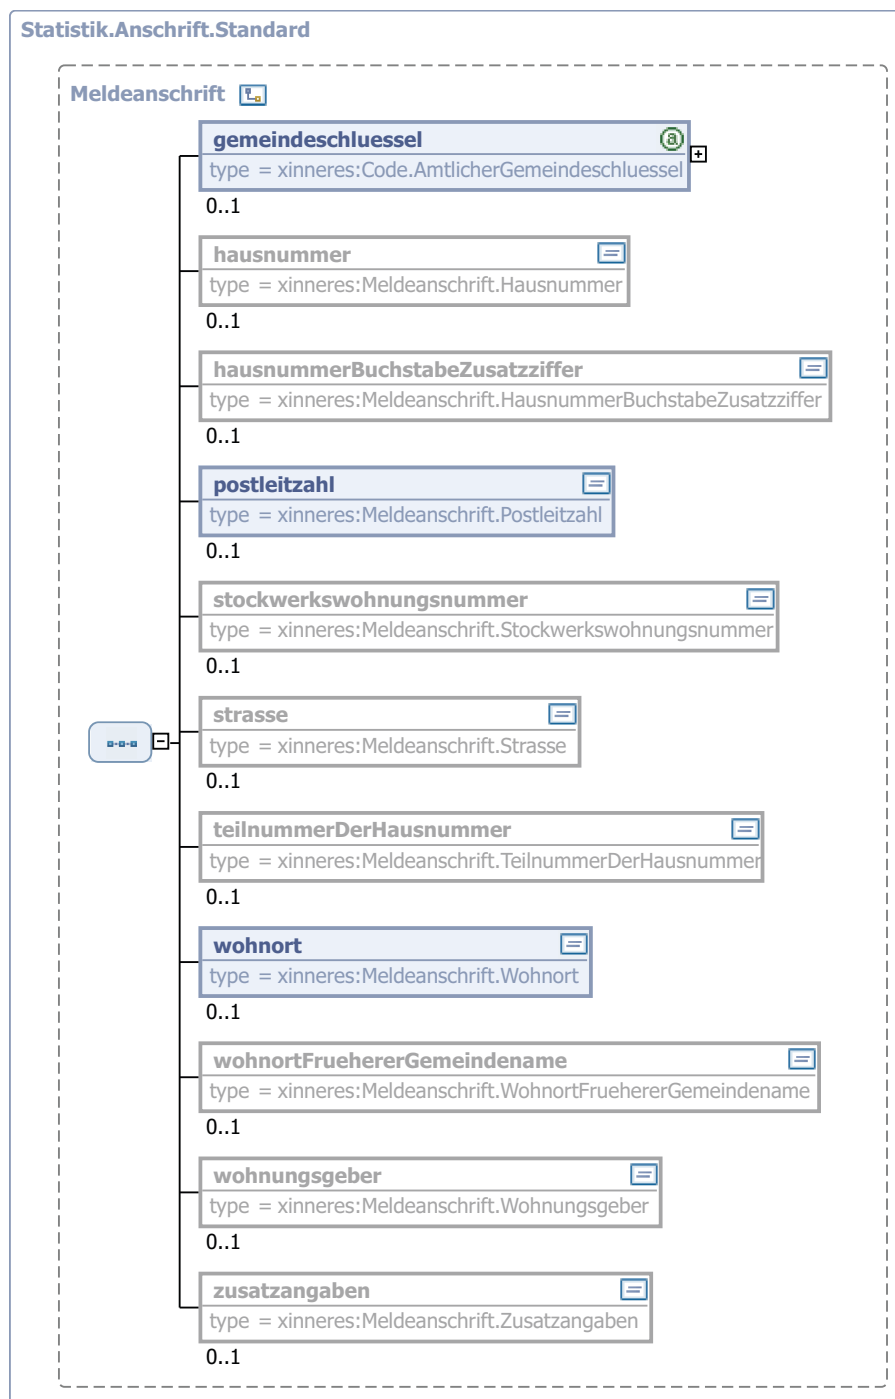 Statistik.Anschrift.Standard
Meldeanschrift
gemeindeschluessel
type = xinneres:Code.AmtlicherGemeindeschluessel
0..1
hausnummer
type = xinneres:Meldeanschrift.Hausnummer
0..1
hausnummerBuchstabeZusatzziffer
type = xinneres:Meldeanschrift.HausnummerBuchstabeZusatzziffer
0..1
postleitzahl
type = xinneres:Meldeanschrift.Postleitzahl
0..1
stockwerkswohnungsnummer
type = xinneres:Meldeanschrift.Stockwerkswohnungsnummer
0..1
strasse
type = xinneres:Meldeanschrift.Strasse
0..1
teilnummerDerHausnummer
type = xinneres:Meldeanschrift.TeilnummerDerHausnummer
0..1
wohnort
type = xinneres:Meldeanschrift.Wohnort
0..1
wohnortFruehererGemeindename
type = xinneres:Meldeanschrift.WohnortFruehererGemeindename
0..1
wohnungsgeber
type = xinneres:Meldeanschrift.Wohnungsgeber
0..1
zusatzangaben
type = xinneres:Meldeanschrift.Zusatzangaben
0..1